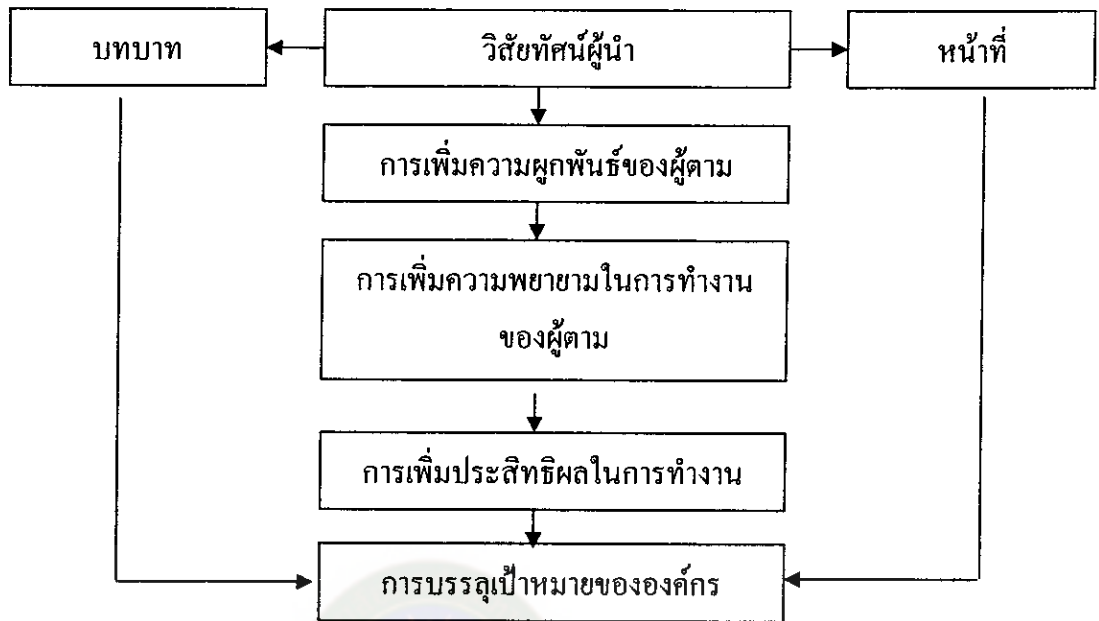 บทบาท
วิสัยทัศน์ผู้นำ
หน้าที่
การเพิ่มความผูกพันธ์ของผู้ตาม
การเพิ่มความพยายามในการทำงาน
ของผู้ตาม
การเพิ่มประสิทธิผลในการทำงาน
การบรรลุเป้าหมายขององค์กร